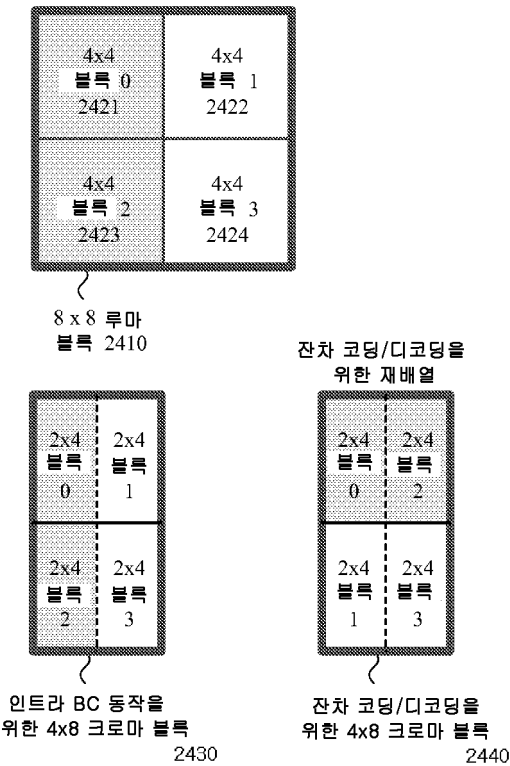 4x4
블록 0
2421
4x4
블록 1
2422
4x4
블록 2
2423
4x4
블록 3
2424
8 x 8 루마
블록 2410
잔차 코딩/디코딩을
위한 재배열
2x4
블록
0
2x4
블록
1
2x4
블록
2
2x4
블록
3
2x4
블록
0
2x4
블록
2
2x4
블록
1
2x4
블록
3
인트라 BC 동작을
위한 4x8 크로마 블록
2430
잔차 코딩/디코딩을
위한 4x8 크로마 블록
2440